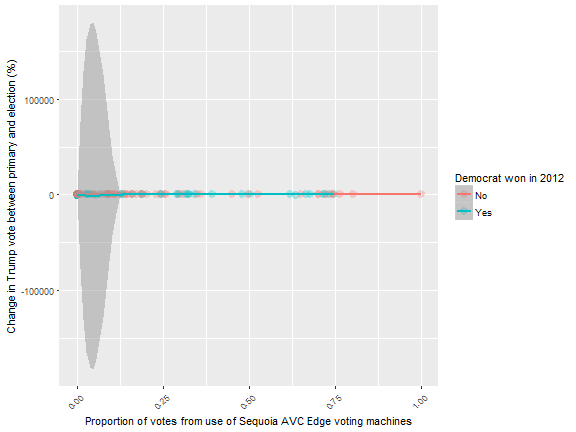 Change in Trump vote between primary and election (%)
100000
0
-100000
0.00
0.25
0.50
0.75
1.00
Proportion of votes from use of Sequoia AVC Edge voting machines
Democrat won in 2012
No
Yes